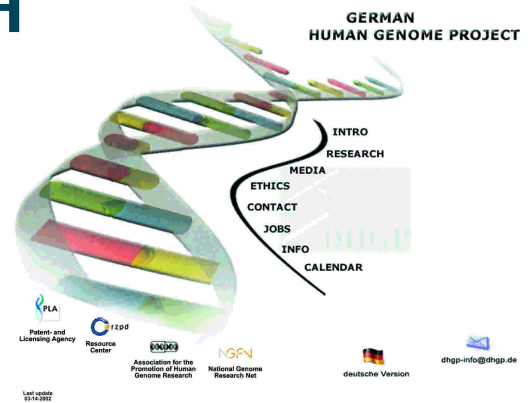 GERMAN
HUMAN GENOME PROJECT
INTRO
RESEARCH
MEDIA
ETHICS
CONTACT
JOBS
INFO
CALENDAR
PLA
Patent- and
Licensing Agency
rzpd
Resource
Center
Association for the
Promotion of Human
Genome Research
NGFN
National Genome
Research Net
deutsche Version
dhgp-info@dhgp.de
Last update
03-14-2002